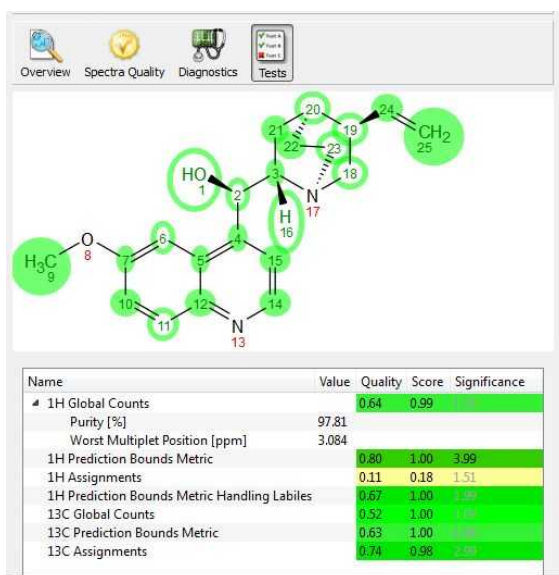 Overview Spectra Quality Diagnostics Tests
20
24
21
19
CH2
25
22
23
HO
1
3
18
2
N
17
H
16
O
8
6
4
H3C
9
7
5
15
10
12
14
11
N
13
Name Value Quality Score Significance
1H Global Counts 0.64 0.99
Purity [%] 97.81
Worst Multiplet Position [ppm] 3.084
1H Prediction Bounds Metric 0.80 1.00 3.99
1H Assignments 0.11 0.18 1.51
1H Prediction Bounds Metric Handling Labiles 0.67 1.00
13C Global Counts 0.52 1.00
13C Prediction Bounds Metric 0.63 1.00
13C Assignments 0.74 0.98